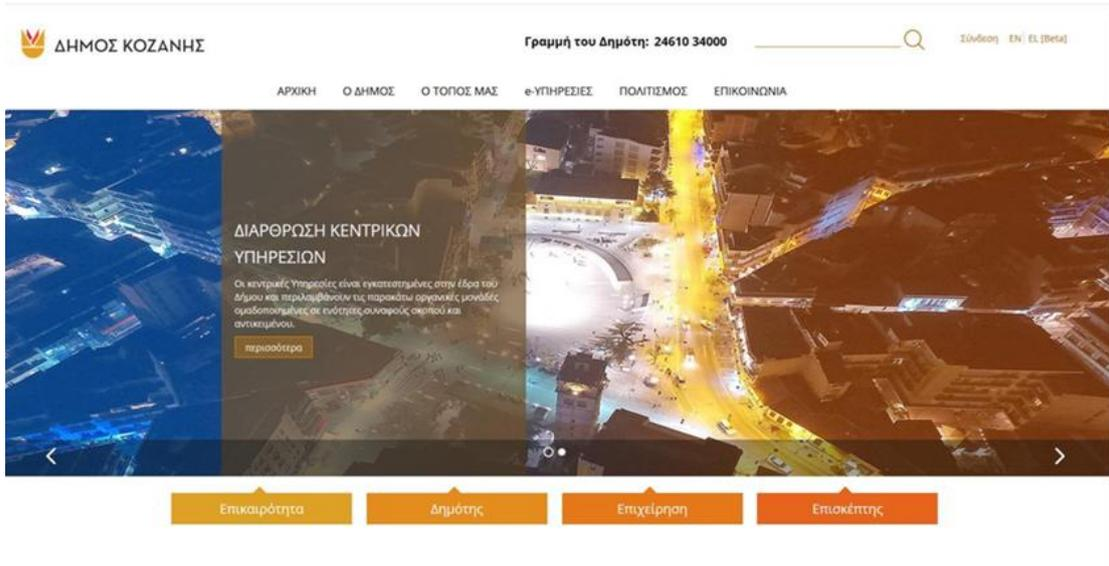 ΔΗΜΟΣ ΚΟΖΑΝΗΣ
Γραμμή του Δημότη: 24610 34000
Σύνδεση EN EL [Beta]
ΑΡΧΙΚΗ Ο ΔΗΜΟΣ Ο ΤΟΠΟΣ ΜΑΣ e-ΥΠΗΡΕΣΙΕΣ ΠΟΛΙΤΙΣΜΟΣ ΕΠΙΚΟΙΝΩΝΙΑ
ΔΙΑΡΘΡΩΣΗ ΚΕΝΤΡΙΚΩΝ
ΥΠΗΡΕΣΙΩΝ
Οι κεντρικές Υπηρεσίες είναι εγκατεστημένες στην έδρα του
Δήμου και περιλαμβάνουν τις παρακάτω οργανικές μονάδες
ομαδοποιημένες σε ενότητες συναφούς σκοπού και
αντικειμένου.
περισσότερα
Επικαιρότητα Δημότης Επιχείρηση Επισκέπτης